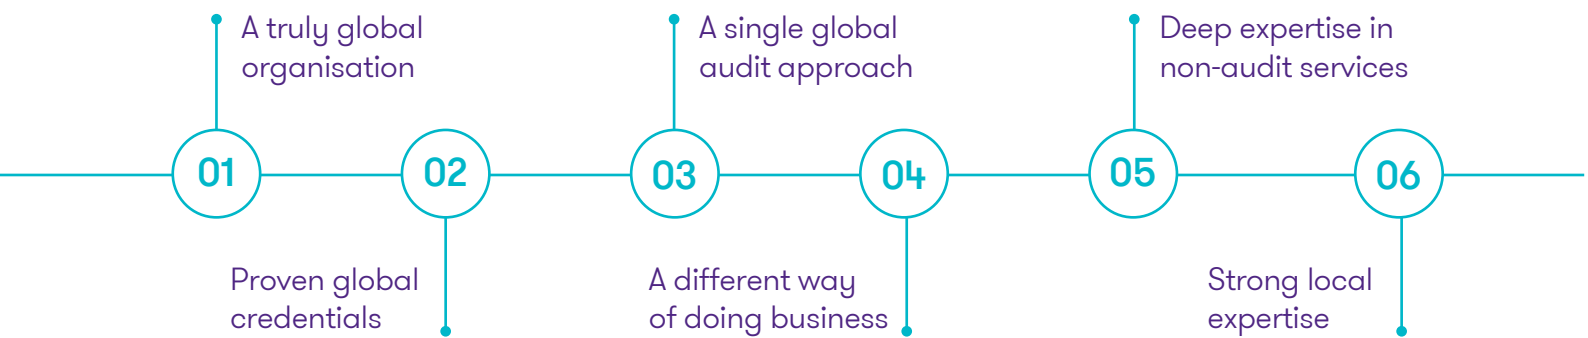 A truly global
organisation
A single global
audit approach
Deep expertise in
non-audit services
01
02
03
04
05
06
Proven global
credentials
A different way
of doing business
Strong local
expertise